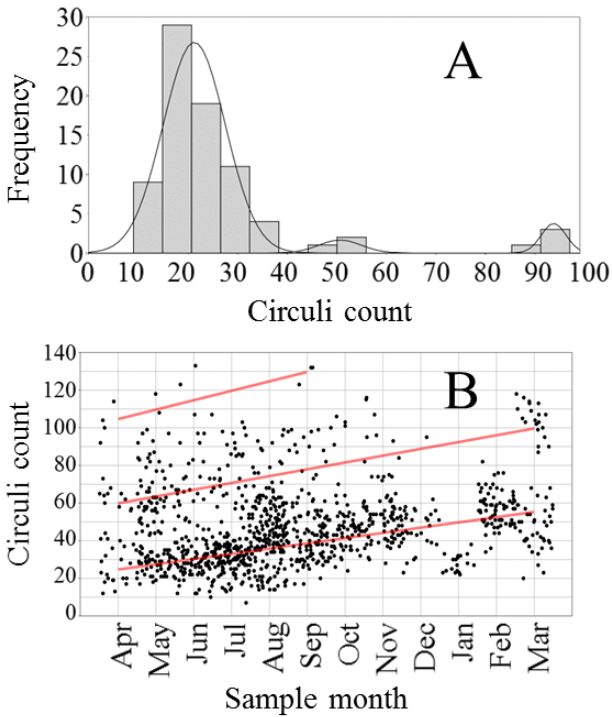 A
30
25
20
15
10
5
0
Frequency
0 10 20 30 40 50 60 70 80 90 100
Circuli count
B
140
120
100
80
60
40
20
0
Circuli count
Apr May Jun Jul Aug Sep Oct Nov Dec Jan Feb Mar
Sample month